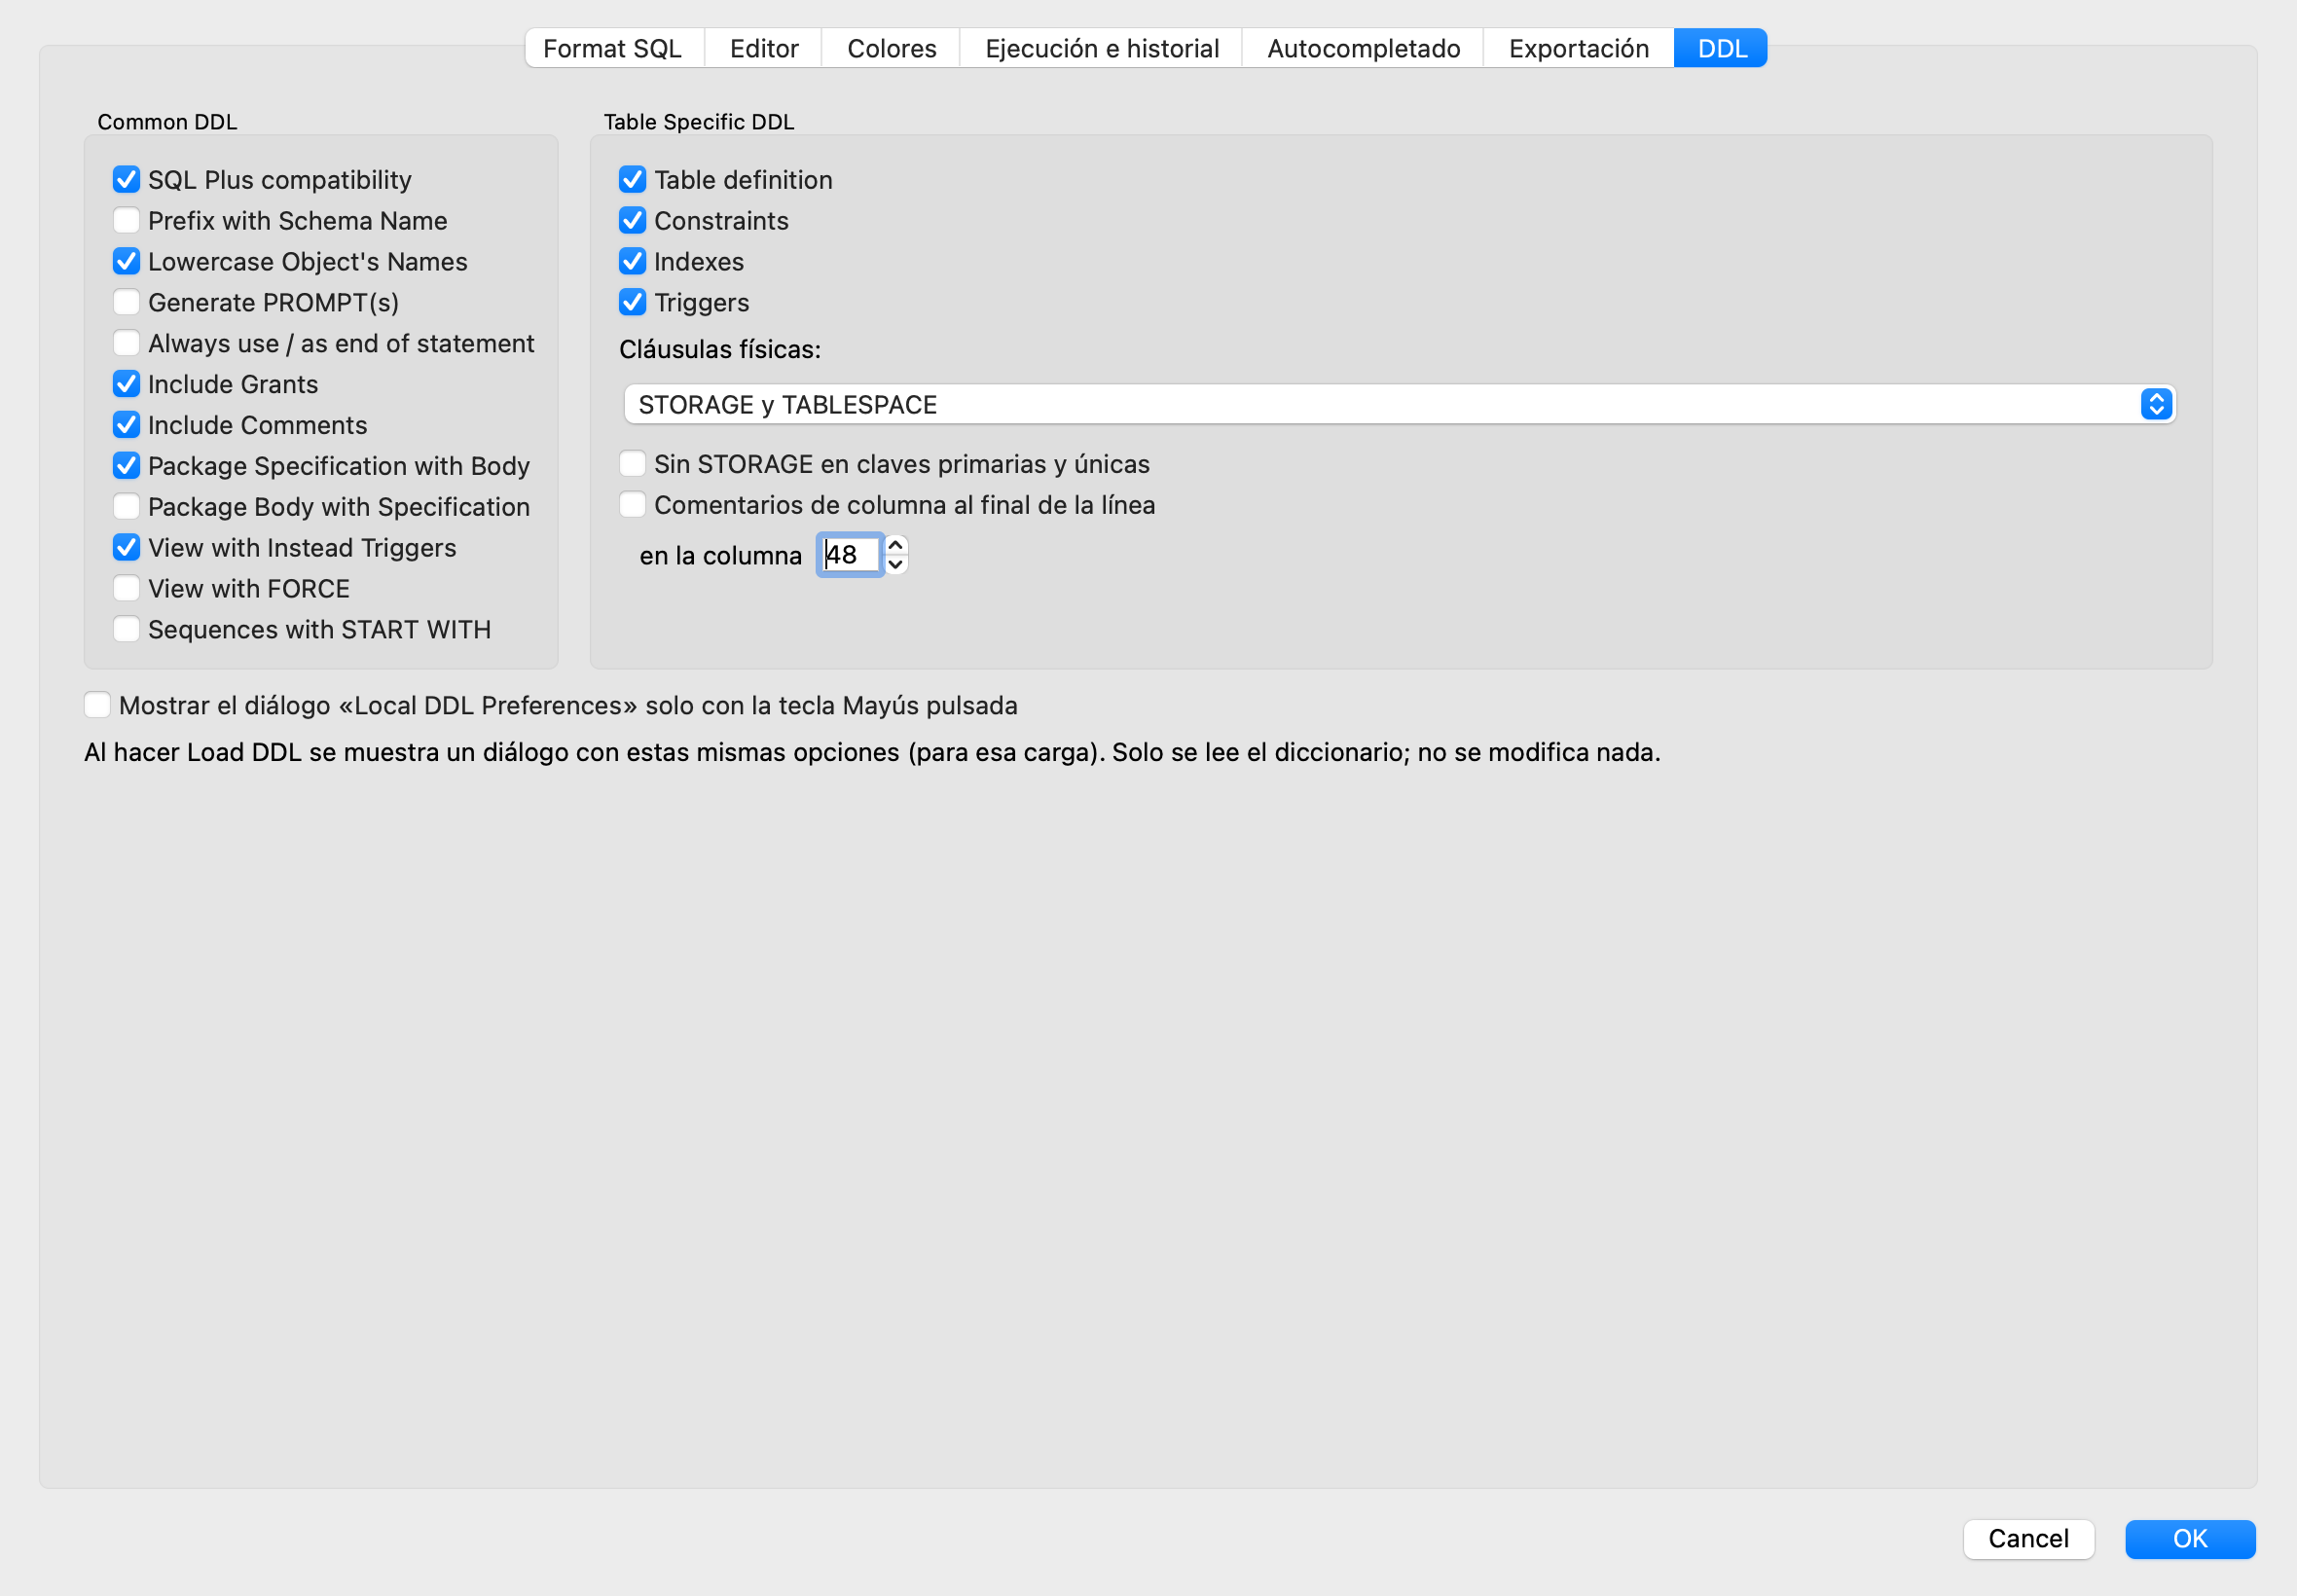 Format SQL Editor Colores Ejecución e historial Autocompletado Exportación DDL
Common DDL
SQL Plus compatibility
Prefix with Schema Name
Lowercase Object's Names
Generate PROMPT(s)
Always use / as end of statement
Include Grants
Include Comments
Package Specification with Body
Package Body with Specification
View with Instead Triggers
View with FORCE
Sequences with START WITH
Table Specific DDL
Table definition
Constraints
Indexes
Triggers
Cláusulas físicas:
STORAGE y TABLESPACE
Sin STORAGE en claves primarias y únicas
Comentarios de columna al final de la línea
en la columna 48
Mostrar el diálogo «Local DDL Preferences» solo con la tecla Mayús pulsada
Al hacer Load DDL se muestra un diálogo con estas mismas opciones (para esa carga). Solo se lee el diccionario; no se modifica nada.
Cancel OK